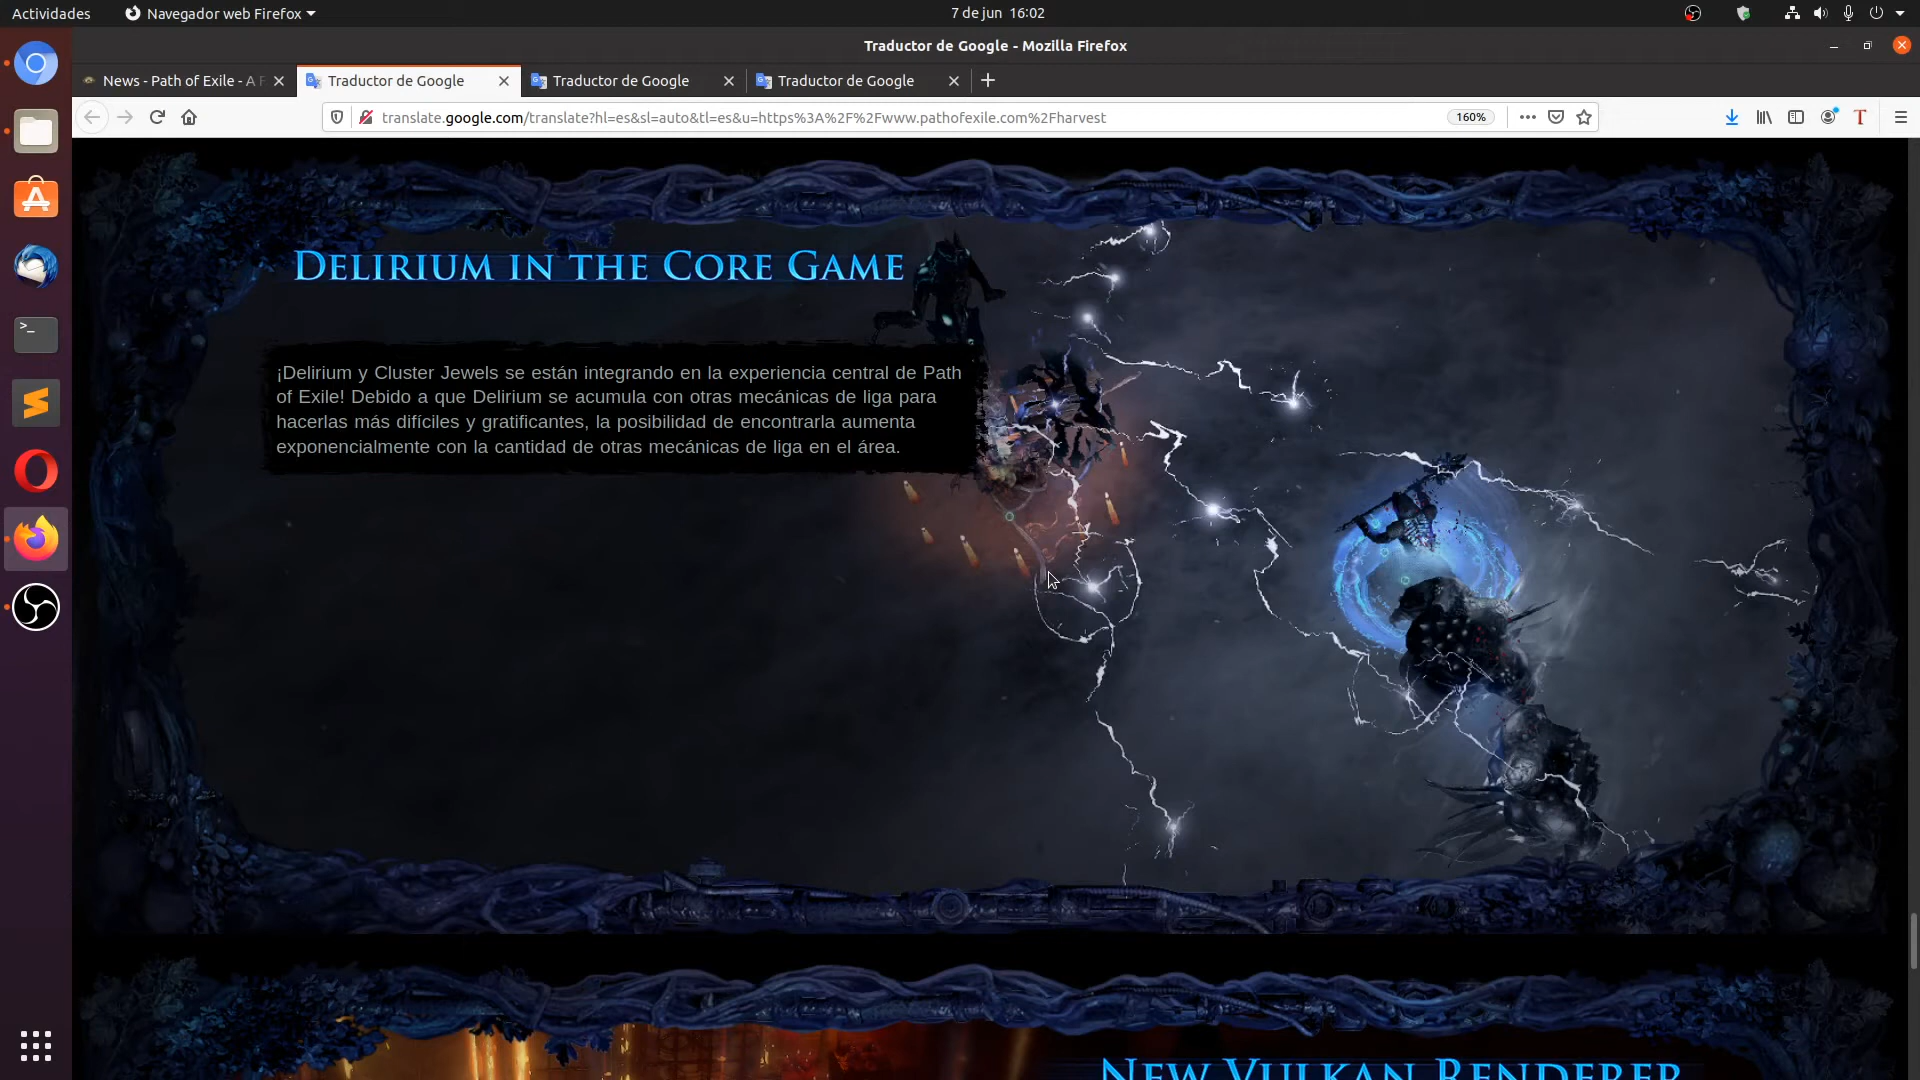 Actividades
Navegador web Firefox
7 de jun 16:02
Traductor de Google - Mozilla Firefox
News - Path of Exile - A F
Traductor de Google
Traductor de Google
Traductor de Google
translate.google.com/translate?hl=es&sl=auto&tl=es&u=https%3A%2F%2Fwww.pathofexile.com%2Fharvest
160%
Delirium in the Core Game
¡Delirium y Cluster Jewels se están integrando en la experiencia central de Path
of Exile! Debido a que Delirium se acumula con otras mecánicas de liga para
hacerlas más difíciles y gratificantes, la posibilidad de encontrarla aumenta
exponencialmente con la cantidad de otras mecánicas de liga en el área.
New Vulkan Renderer